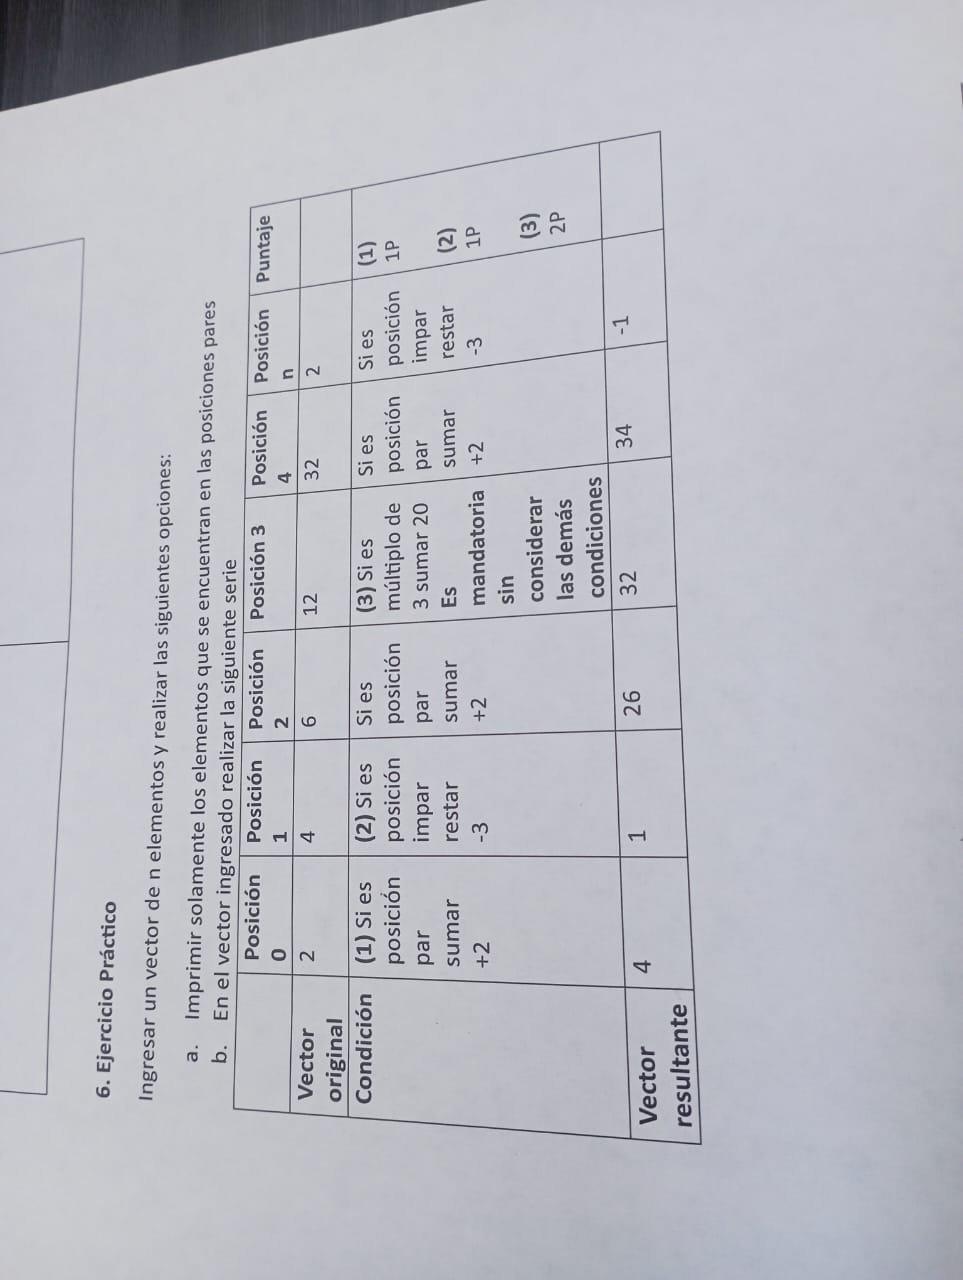 6. Ejercicio Práctico
Ingresar un vector de n elementos y realizar las siguientes opciones:
a. Imprimir solamente los elementos que se encuentran en las posiciones pares
b. En el vector ingresado realizar la siguiente serie
Posición 0
Posición 1
Posición 2
Posición 3
Posición 4
Posición n
Puntaje
Vector original
2
4
6
12
32
2
Condición
(1) Si es
posición
par
sumar
+2
(2) Si es
posición
impar
restar
-3
Si es
posición
par
sumar
+2
(3) Si es
múltiplo de
3 sumar 20
Es
mandatoria
sin
considerar
las demás
condiciones
Si es
posición
par
sumar
+2
Si es
posición
impar
restar
-3
(1)
1P
(2)
1P
(3)
2P
Vector
resultante
4
1
26
32
34
-1